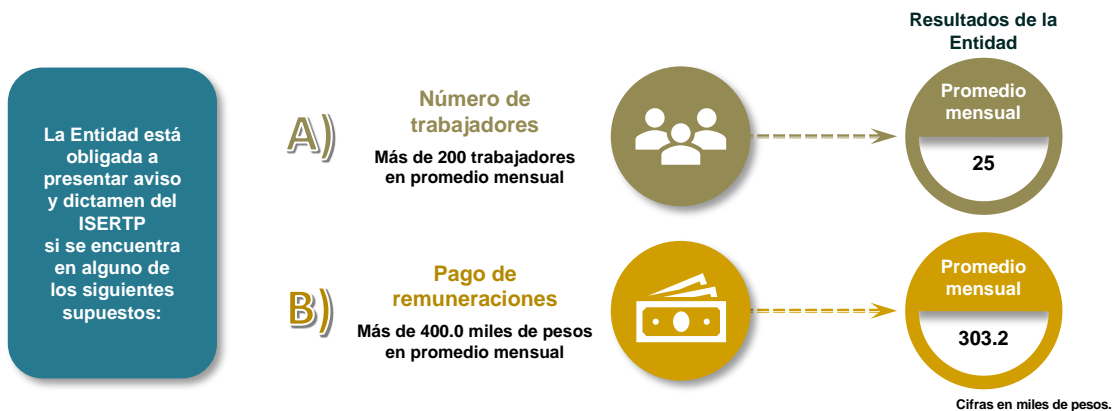 Resultados de la
Entidad
La Entidad está
obligada a
presentar aviso
y dictamen del
ISERTP
si se encuentra
en alguno de
los siguientes
supuestos:
A)
Número de
trabajadores
Más de 200 trabajadores
en promedio mensual
Promedio
mensual
25
B)
Pago de
remuneraciones
Más de 400.0 miles de pesos
en promedio mensual
Promedio
mensual
303.2
Cifras en miles de pesos.